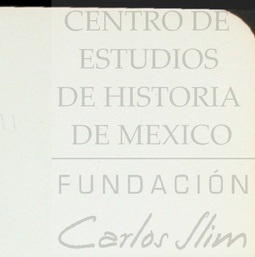 CENTRO DE
ESTUDIOS
DE HISTORIA
DE MEXICO
FUNDACIÓN
Carlos Slim